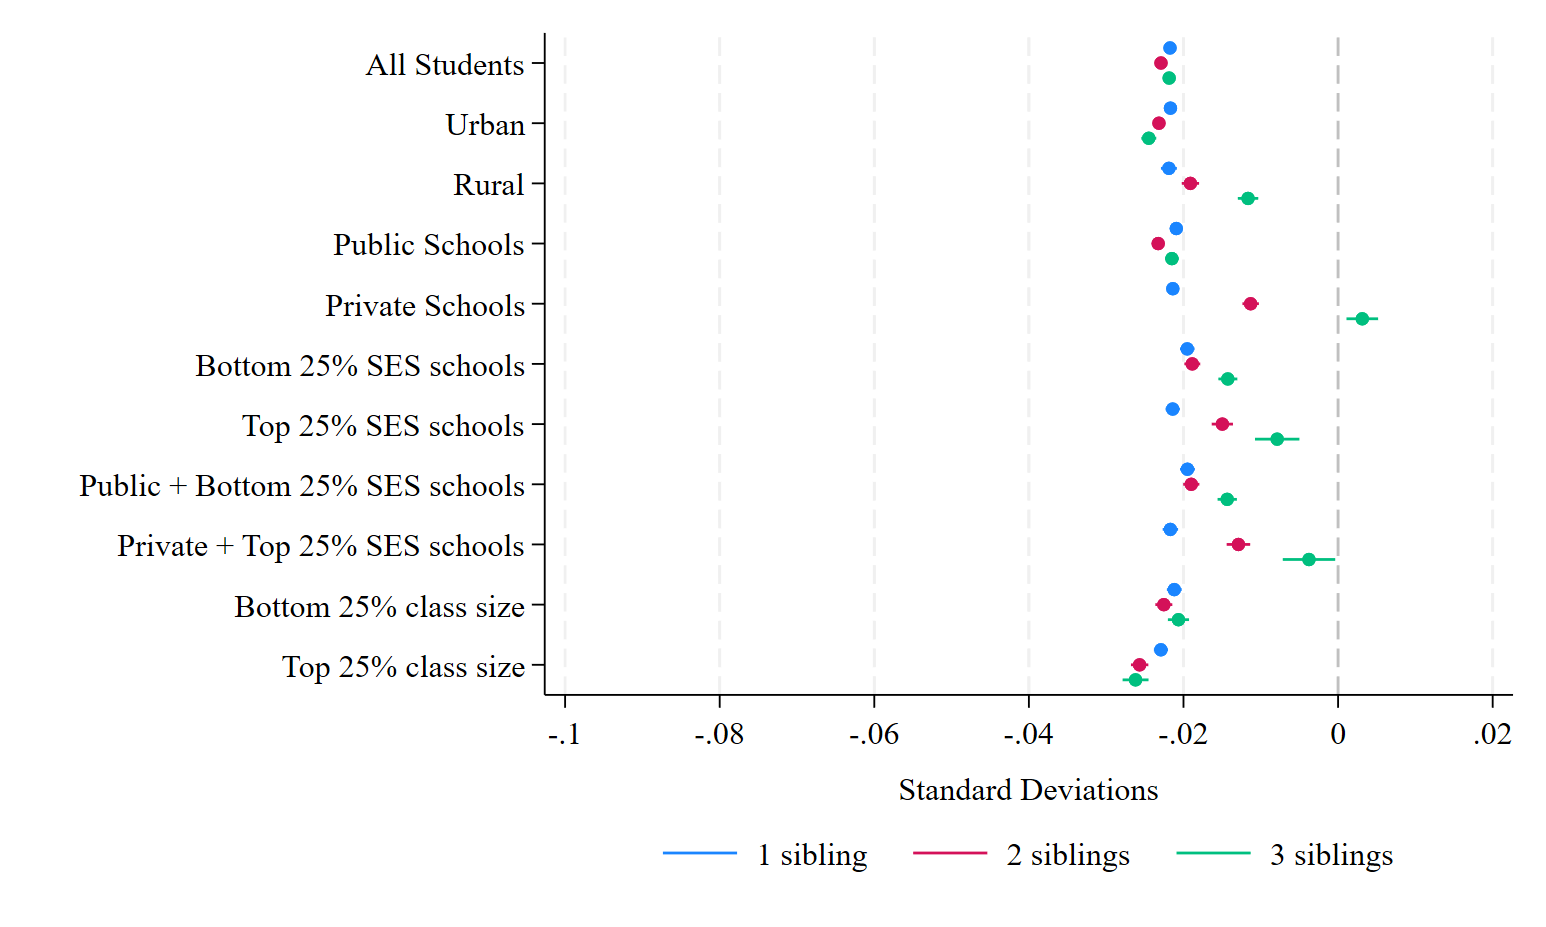 All Students
Urban
Rural
Public Schools
Private Schools
Bottom 25% SES schools
Top 25% SES schools
Public + Bottom 25% SES schools
Private + Top 25% SES schools
Bottom 25% class size
Top 25% class size
-.1 -.08 -.06 -.04 -.02 0 .02
Standard Deviations
1 sibling 2 siblings 3 siblings